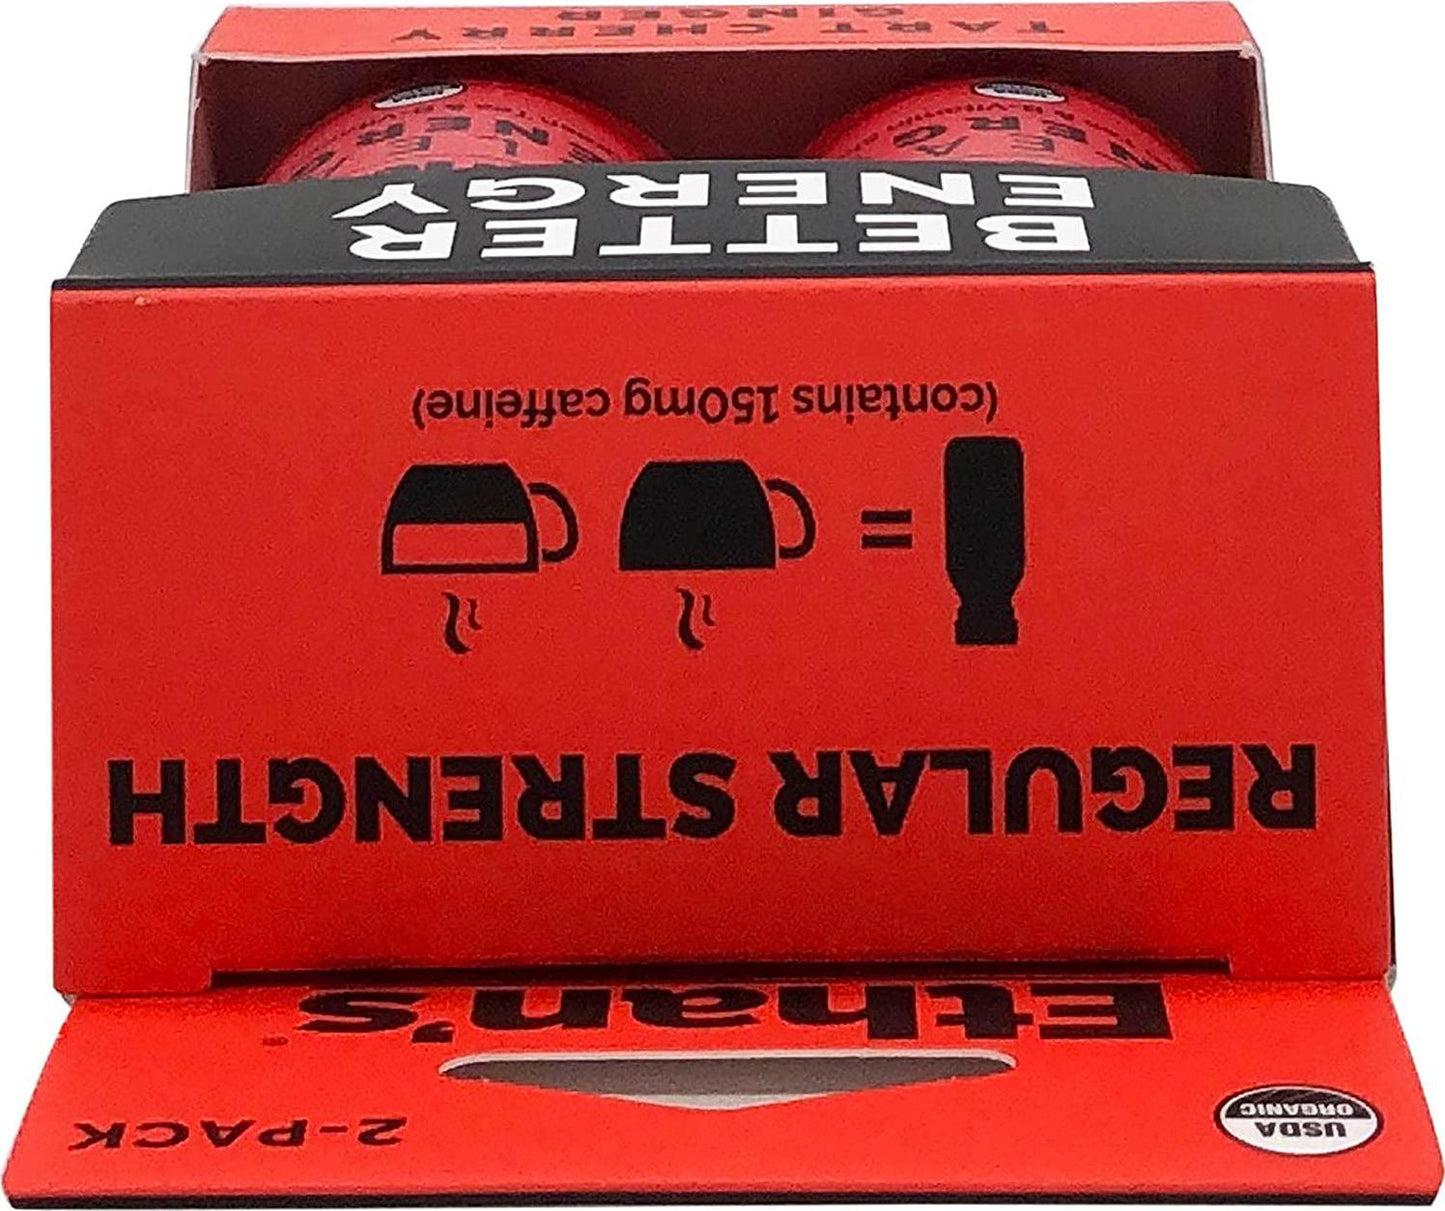 2-PACK
USDA
ORGANIC
Ethan's®
REGULAR STRENGTH
=
(contains 150mg caffeine)
BETTER
ENERGY
TART CHERRY
GINGER